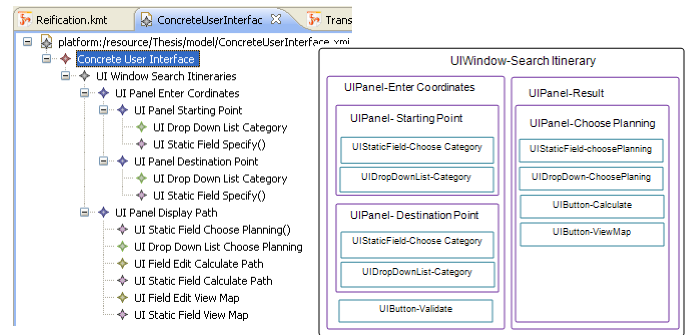 Reification.kmt
ConcreteUserInterfac
Trans
platform:/resource/Thesis/model/ConcreteUserInterface.xmi
Concrete User Interface
UI Window Search Itineraries
UI Panel Enter Cordinates
UI Panel Starting Point
UI Drop Down List Category
UI Static Field Specify()
UI Panel Destination Point
UI Drop Down List Category
UI Static Field Specify()
UI Panel Display Path
UI Static Field Choose Planning()
UI Drop Down List Choose Planning
UI Field Edit Calculate Path
UI Static Field Calculate Path
UI Field Edit View Map
UI Static Field View Map
UIWindow-Search Itinerary
UIPanel-Enter Coordinates
UIPanel- Starting Point
UIStaticField-Choose Category
UIDropDownList-Category
UIPanel- Destination Point
UIStaticField-Choose Category
UIDropDownList-Category
UIButton-Validate
UIPanel-Result
UIPanel-Choose Planning
UIStaticField-choosePlanning
UIDropDown-ChoosePlaning
UIButton-Calculate
UIButton-ViewMap